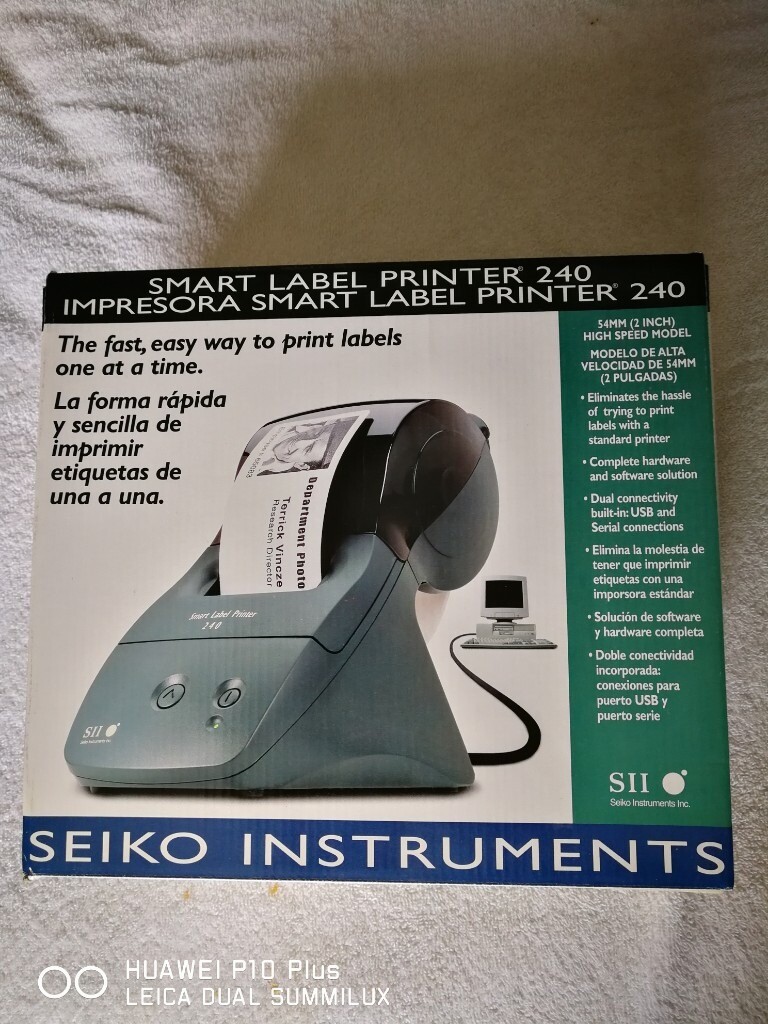 SMART LABEL PRINTER® 240
IMPRESORA SMART LABEL PRINTER® 240
The fast, easy way to print labels
one at a time.
La forma rápida
y sencilla de
imprimir
etiquetas de
una a una.
Department Photo
Terrick Vincze
Research Director
Smart Label Printer
240
SII
Seiko Instruments Inc.
54MM (2 INCH)
HIGH SPEED MODEL
MODELO DE ALTA
VELOCIDAD DE 54MM
(2 PULGADAS)
• Eliminates the hassle
of trying to print
labels with a
standard printer
• Complete hardware
and software solution
• Dual connectivity
built-in: USB and
Serial connections
• Elimina la molestia de
tener que imprimir
etiquetas con una
imporsora estándar
• Solución de software
y hardware completa
• Doble conectividad
incorporada:
conexiones para
puerto USB y
puerto serie
SII
Seiko Instruments Inc.
SEIKO INSTRUMENTS
HUAWEI P10 Plus
LEICA DUAL SUMMILUX